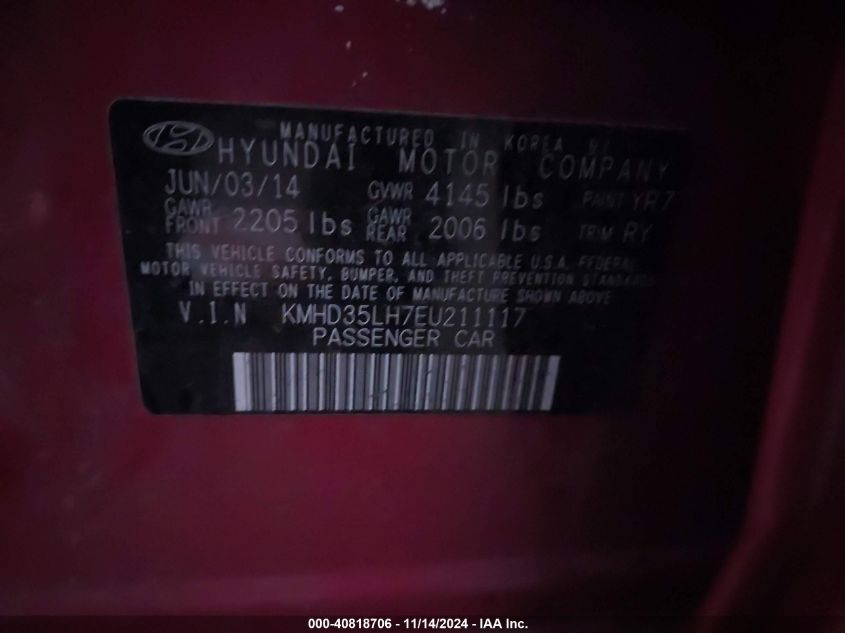 MANUFACTURED IN KOREA BY
HYUNDAI MOTOR COMPANY
JUN/03/14 GVWR 4145 lbs PAINT YR7
GAWR FRONT 2205 lbs GAWR REAR 2006 lbs TRIM RY
THIS VEHICLE CONFORMS TO ALL APPLICABLE U.S.A. FEDERAL
MOTOR VEHICLE SAFETY, BUMPER, AND THEFT PREVENTION STANDARDS
IN EFFECT ON THE DATE OF MANUFACTURE SHOWN ABOVE
V.I.N KMHD35LH7EU211117
PASSENGER CAR
000-40818706 - 11/14/2024 - IAA Inc.